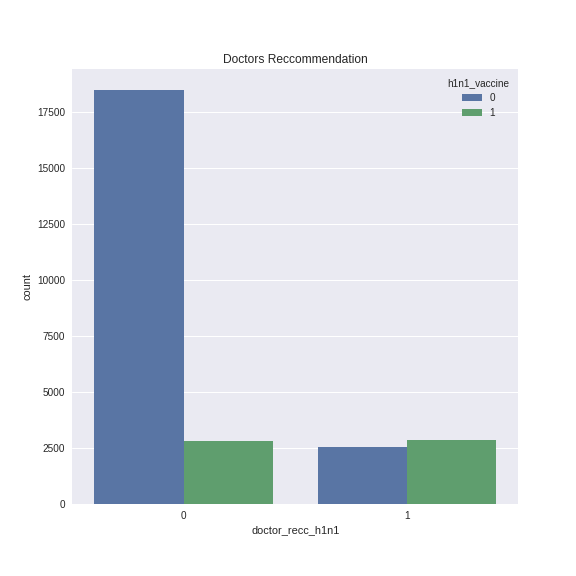 Doctors Reccommendation
h1n1_vaccine
0
1
17500
15000
12500
10000
7500
5000
2500
0
count
0 1
doctor_recc_h1n1